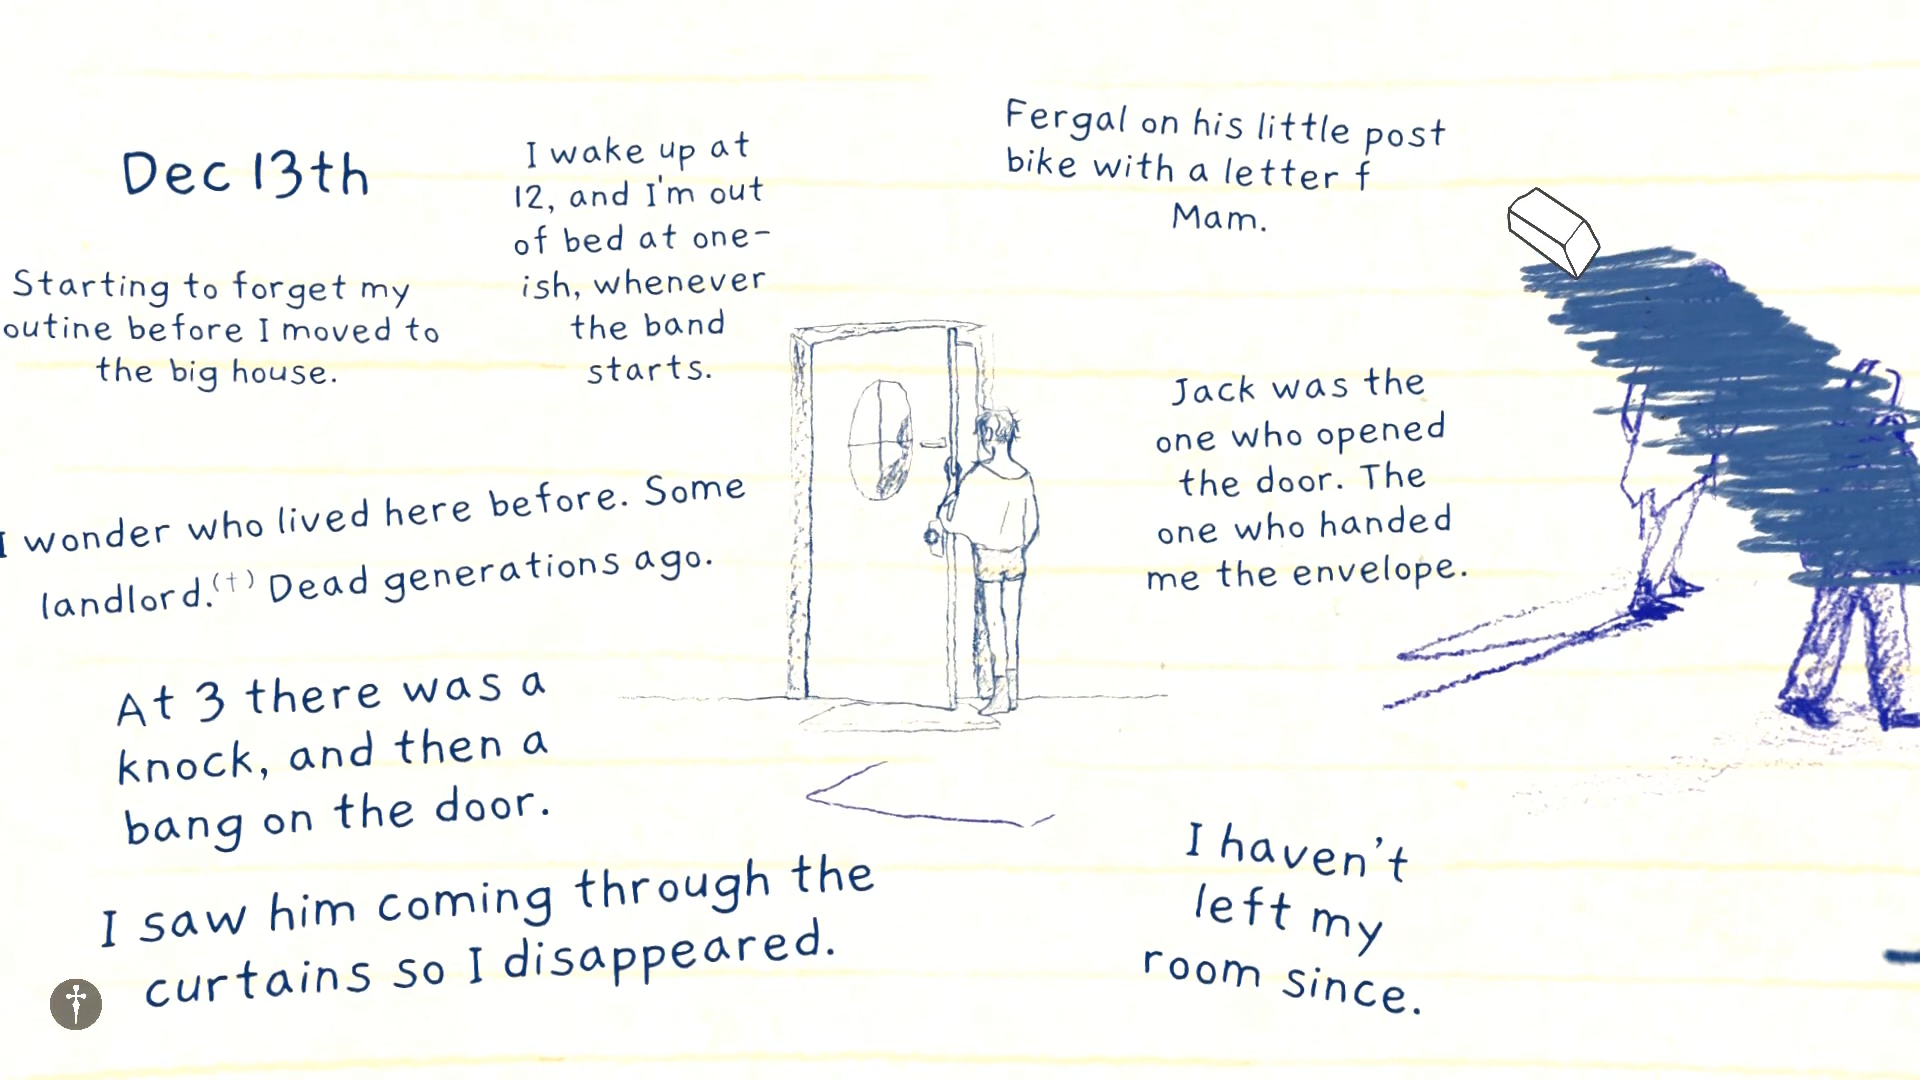 Dec 13th
Starting to forget my
outine before I moved to
the big house.
I wake up at
12, and I'm out
of bed at one-
ish, whenever
the band
starts.
I wonder who lived here before. Some
landlord.(†) Dead generations ago.
At 3 there was a
knock, and then a
bang on the door.
I saw him coming through the
curtains so I disappeared.
Fergal on his little post
bike with a letter f
Mam.
Jack was the
one who opened
the door. The
one who handed
me the envelope.
I haven't
left my
room since.